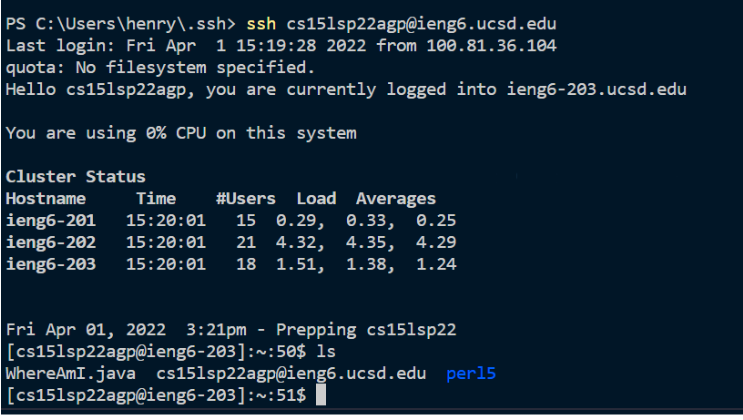 PS C:\Users\henry\.ssh> ssh cs15lsp22agp@ieng6.ucsd.edu
Last login: Fri Apr  1 15:19:28 2022 from 100.81.36.104
quota: No filesystem specified.
Hello cs15lsp22agp, you are currently logged into ieng6-203.ucsd.edu
You are using 0% CPU on this system
Cluster Status
Hostname     Time    #Users  Load  Averages
ieng6-201   15:20:01   15  0.29,  0.33,  0.25
ieng6-202   15:20:01   21  4.32,  4.35,  4.29
ieng6-203   15:20:01   18  1.51,  1.38,  1.24
Fri Apr 01, 2022  3:21pm - Prepping cs15lsp22
[cs15lsp22agp@ieng6-203]:~:50$ ls
WhereAmI.java  cs15lsp22agp@ieng6.ucsd.edu  perl5
[cs15lsp22agp@ieng6-203]:~:51$